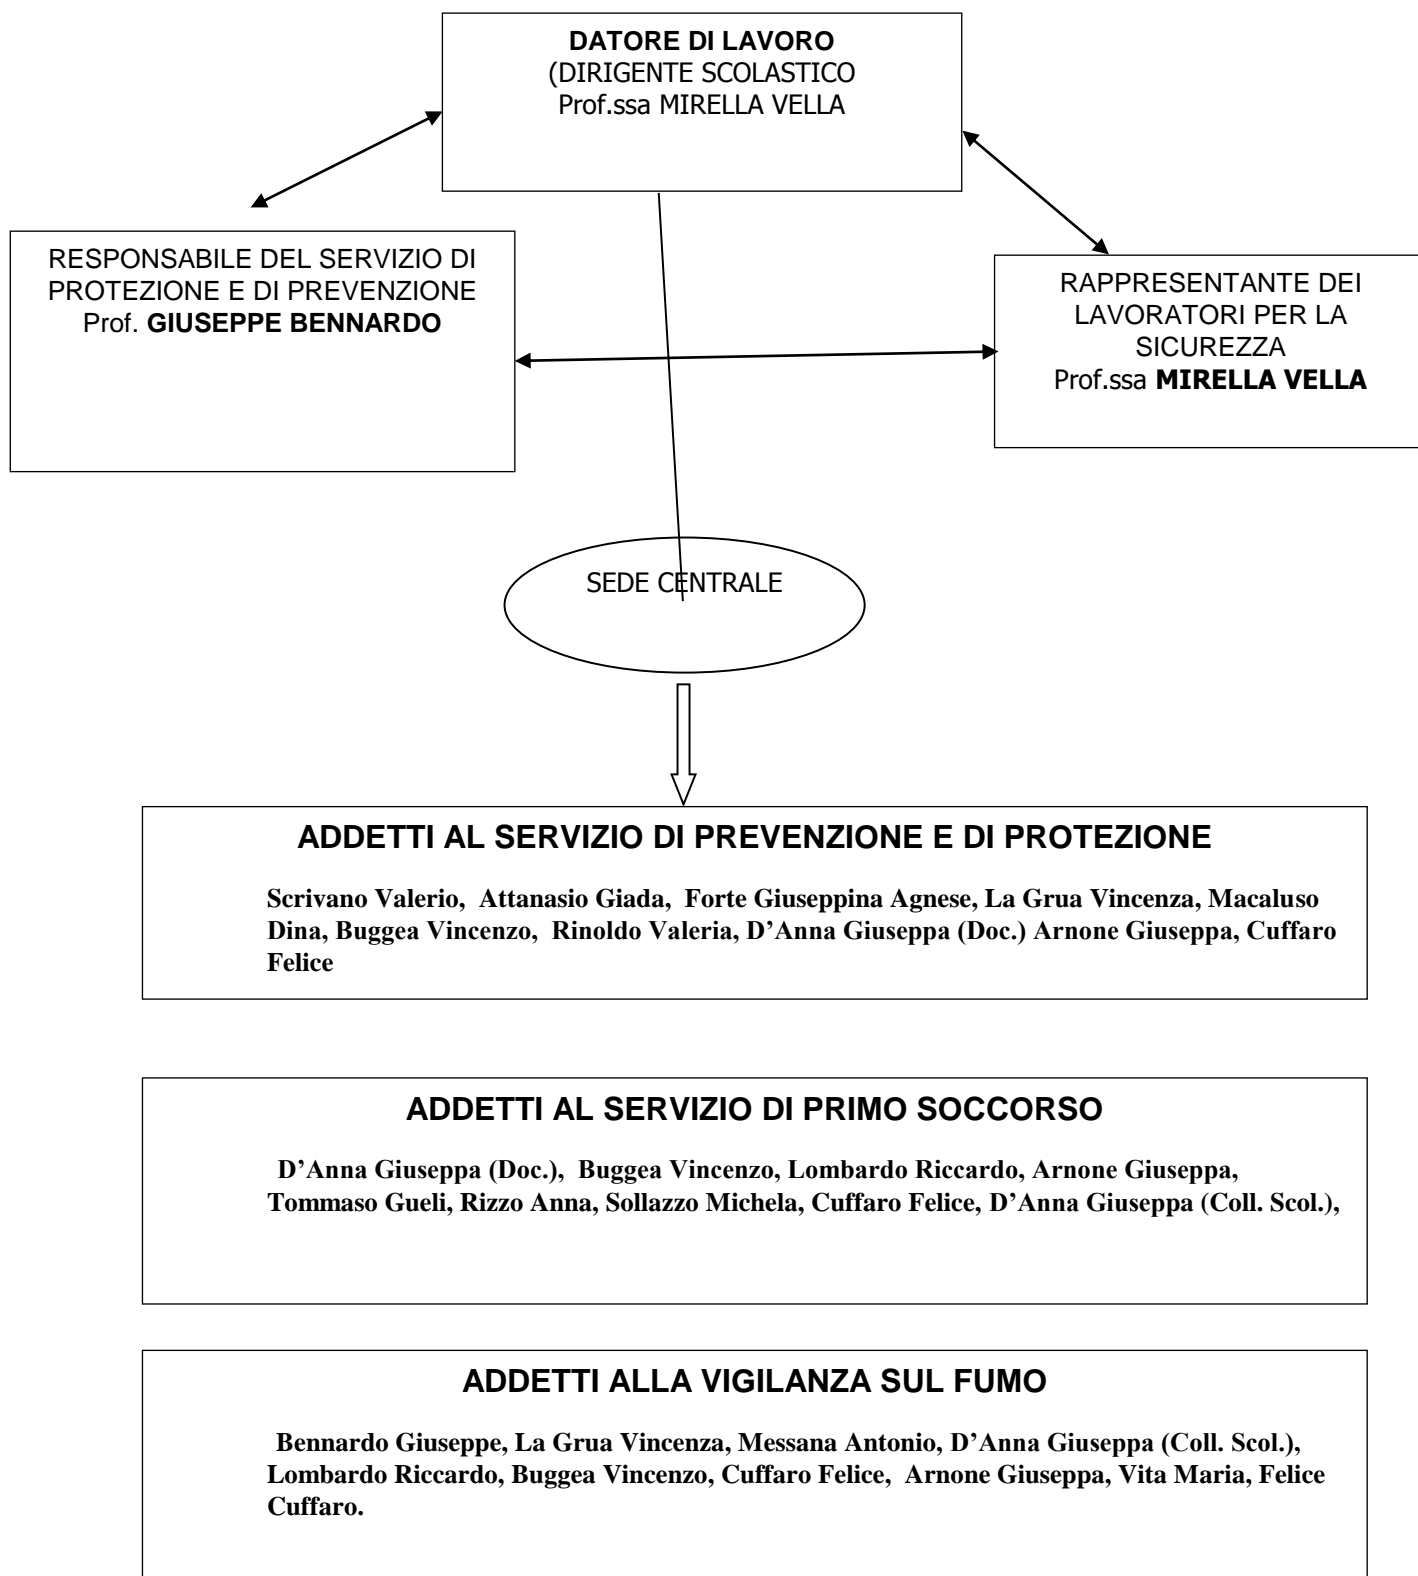 DATORE DI LAVORO
(DIRIGENTE SCOLASTICO
Prof.ssa MIRELLA VELLA
RESPONSABILE DEL SERVIZIO DI
PROTEZIONE E DI PREVENZIONE
Prof. GIUSEPPE BENNARDO
RAPPRESENTANTE DEI
LAVORATORI PER LA
SICUREZZA
Prof.ssa MIRELLA VELLA
SEDE CENTRALE
ADDETTI AL SERVIZIO DI PREVENZIONE E DI PROTEZIONE
Scrivano Valerio, Attanasio Giada, Forte Giuseppina Agnese, La Grua Vincenza, Macaluso
Dina, Buggea Vincenzo, Rinoldo Valeria, D’Anna Giuseppa (Doc.) Arnone Giuseppa, Cuffaro
Felice
ADDETTI AL SERVIZIO DI PRIMO SOCCORSO
D’Anna Giuseppa (Doc.), Buggea Vincenzo, Lombardo Riccardo, Arnone Giuseppa,
Tommaso Gueli, Rizzo Anna, Sollazzo Michela, Cuffaro Felice, D’Anna Giuseppa (Coll. Scol.),
ADDETTI ALLA VIGILANZA SUL FUMO
Bennardo Giuseppe, La Grua Vincenza, Messana Antonio, D’Anna Giuseppa (Coll. Scol.),
Lombardo Riccardo, Buggea Vincenzo, Cuffaro Felice, Arnone Giuseppa, Vita Maria, Felice
Cuffaro.